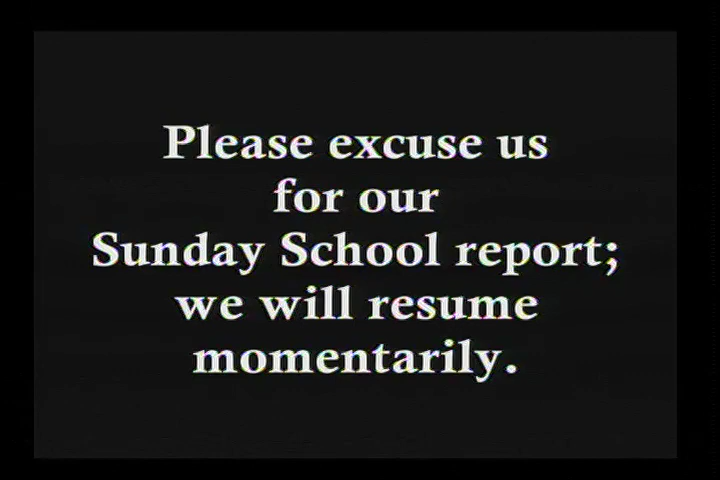 Please excuse us
for our
Sunday School report;
we will resume
momentarily.